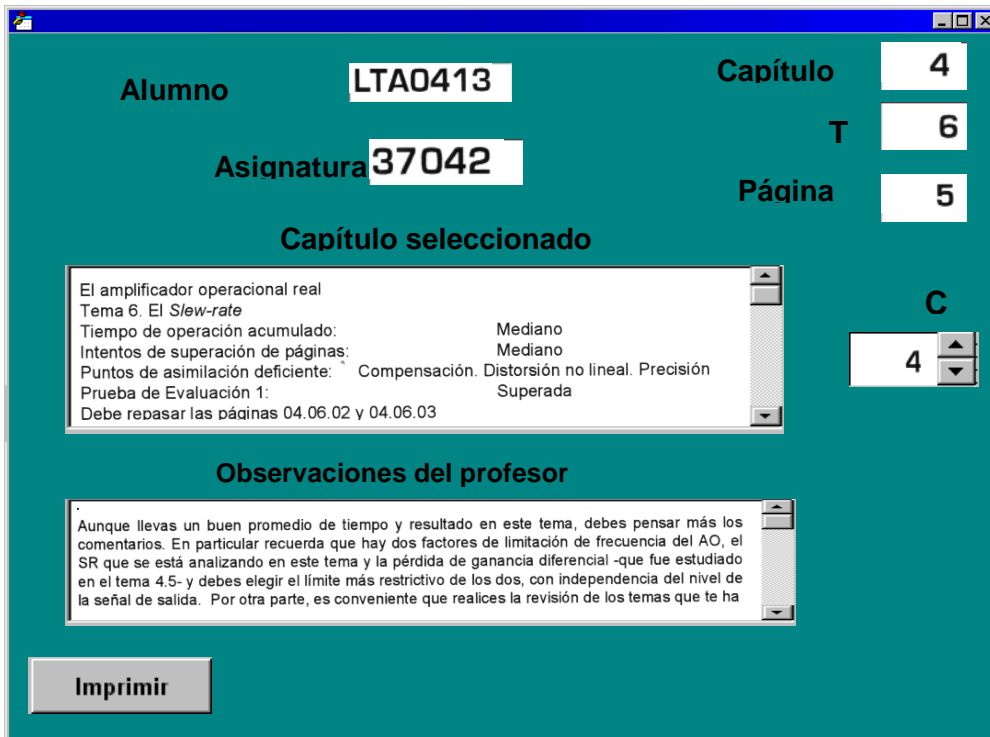 Alumno LTA0413 Capítulo 4
T 6
Asignatura 37042
Página 5
Capítulo seleccionado
El amplificador operacional real
Tema 6. El Slew-rate
Tiempo de operación acumulado: Mediano
Intentos de superación de páginas: Mediano
Puntos de asimilación deficiente: Compensación. Distorsión no lineal. Precisión
Prueba de Evaluación 1: Superada
Debe repasar las páginas 04.06.02 y 04.06.03
C
4
Observaciones del profesor
Aunque llevas un buen promedio de tiempo y resultado en este tema, debes pensar más los
comentarios. En particular recuerda que hay dos factores de limitación de frecuencia del AO, el
SR que se está analizando en este tema y la pérdida de ganancia diferencial -que fue estudiado
en el tema 4.5- y debes elegir el límite más restrictivo de los dos, con independencia del nivel de
la señal de salida. Por otra parte, es conveniente que realices la revisión de los temas que te ha
Imprimir